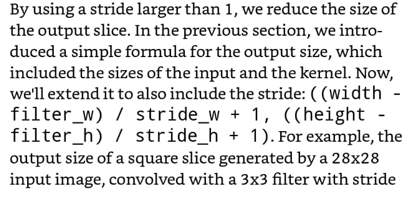 By using a stride larger than 1, we reduce the size of
the output slice. In the previous section, we intro-
duced a simple formula for the output size, which
included the sizes of the input and the kernel. Now,
we'll extend it to also include the stride: ((width -
filter_w) / stride_w + 1, ((height -
filter_h) / stride_h + 1). For example, the
output size of a square slice generated by a 28x28
input image, convolved with a 3x3 filter with stride